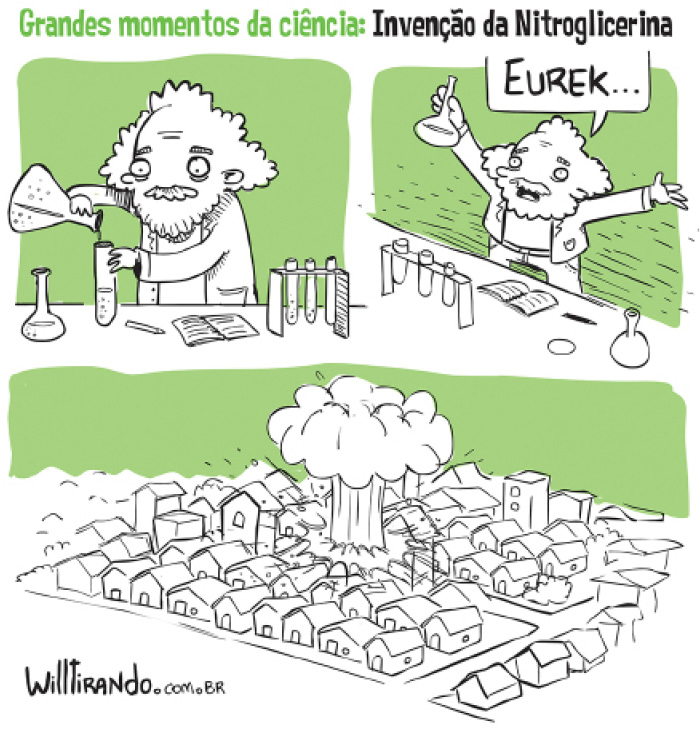 Grandes momentos da ciência: Invenção da Nitroglicerina
EUREK...
WILLTIRANDO.COM.BR